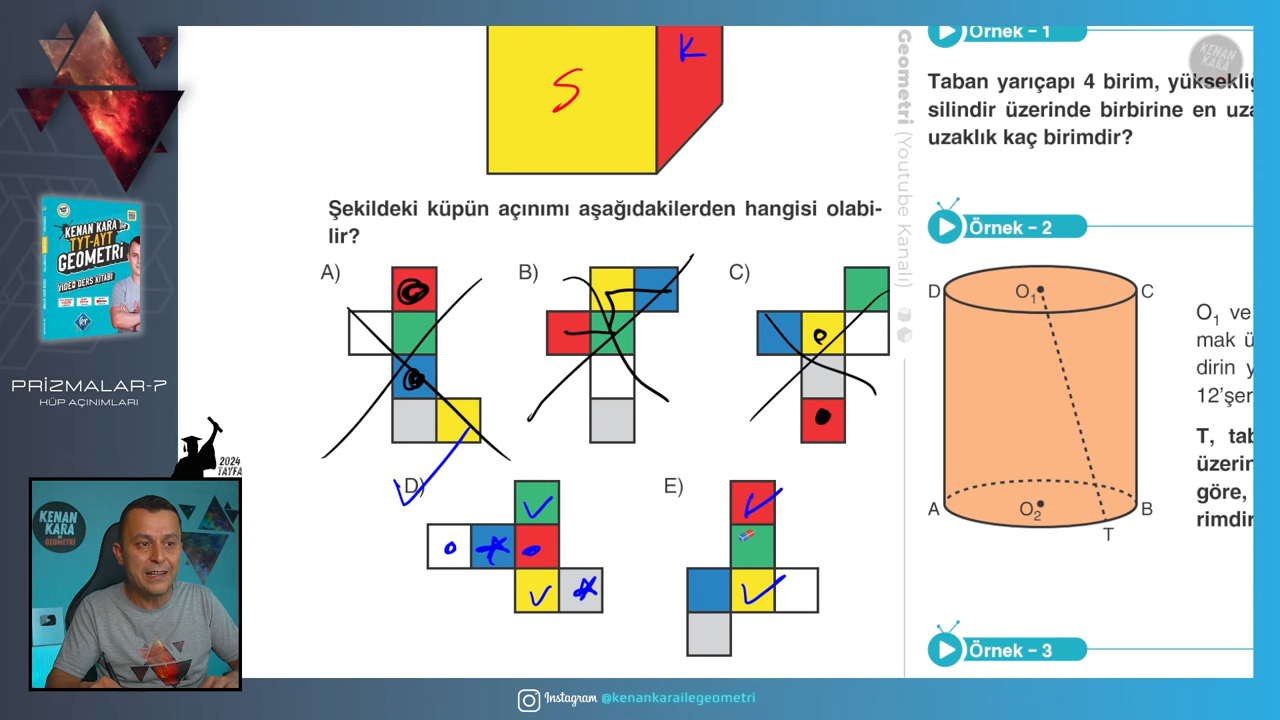 Örnek – 1
KENAN
KARA
Taban yarıçapı 4 birim, yüksekliğ
silindir üzerinde birbirine en uza
uzaklık kaç birimdir?
S
K
Geometri (Youtube Kanalı)
Şekildeki küpün açınımı aşağıdakilerden hangisi olabi-
lir?
A)
B)
C)
D)
E)
Örnek – 2
D
O1
C
A
O2
B
T
O1 ve
mak ü
dirin y
12'şer
T, tab
üzerin
göre,
rimdir
Örnek – 3
KENAN KARA
TYT-AYT
GEOMETRİ
VİDEO DERS KİTABI
PRİZMALAR-7
KÜP AÇINIMLARI
2024
TAYFA
KENAN
KARA
GEOMETRİ
Instagram @kenankarailegeometri